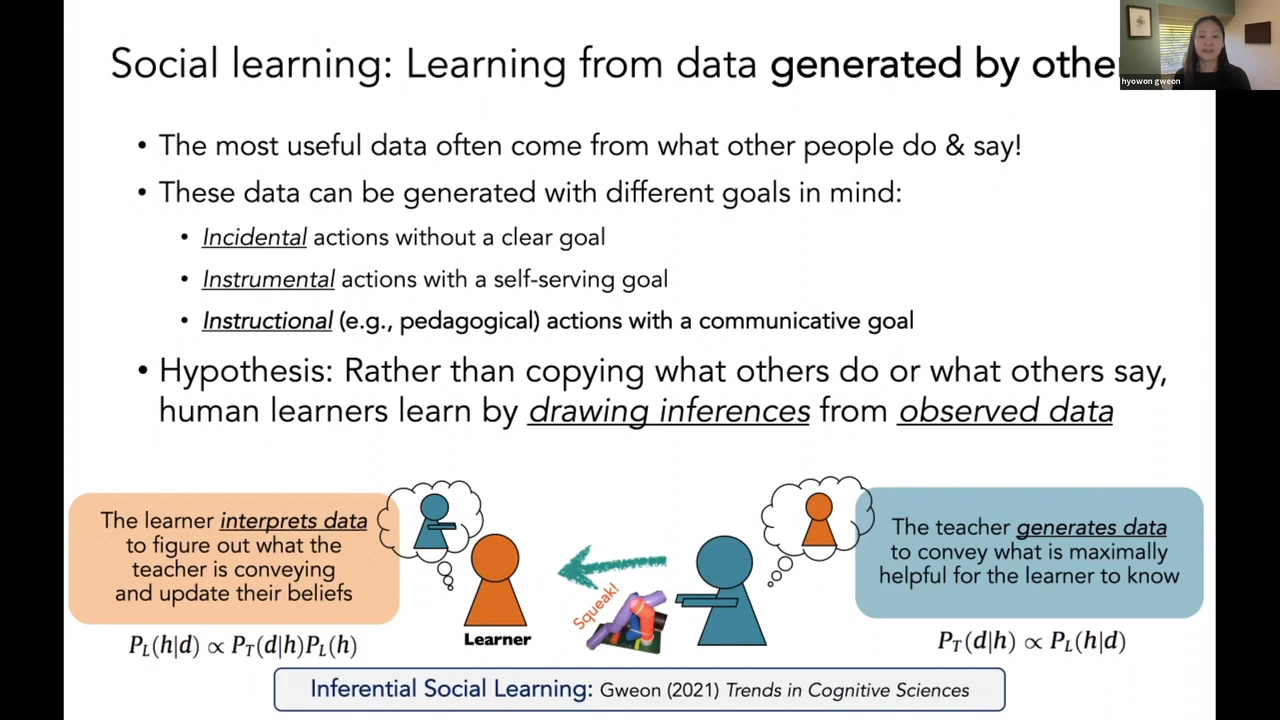 Social learning: Learning from data generated by othe
hyowon gweon
• The most useful data often come from what other people do & say!
• These data can be generated with different goals in mind:
• Incidental actions without a clear goal
• Instrumental actions with a self-serving goal
• Instructional (e.g., pedagogical) actions with a communicative goal
• Hypothesis: Rather than copying what others do or what others say,
human learners learn by drawing inferences from observed data
The learner interprets data
to figure out what the
teacher is conveying
and update their beliefs
P_L(h|d) ∝ P_T(d|h)P_L(h)
Learner
Squeak!
The teacher generates data
to convey what is maximally
helpful for the learner to know
P_T(d|h) ∝ P_L(h|d)
Inferential Social Learning: Gweon (2021) Trends in Cognitive Sciences